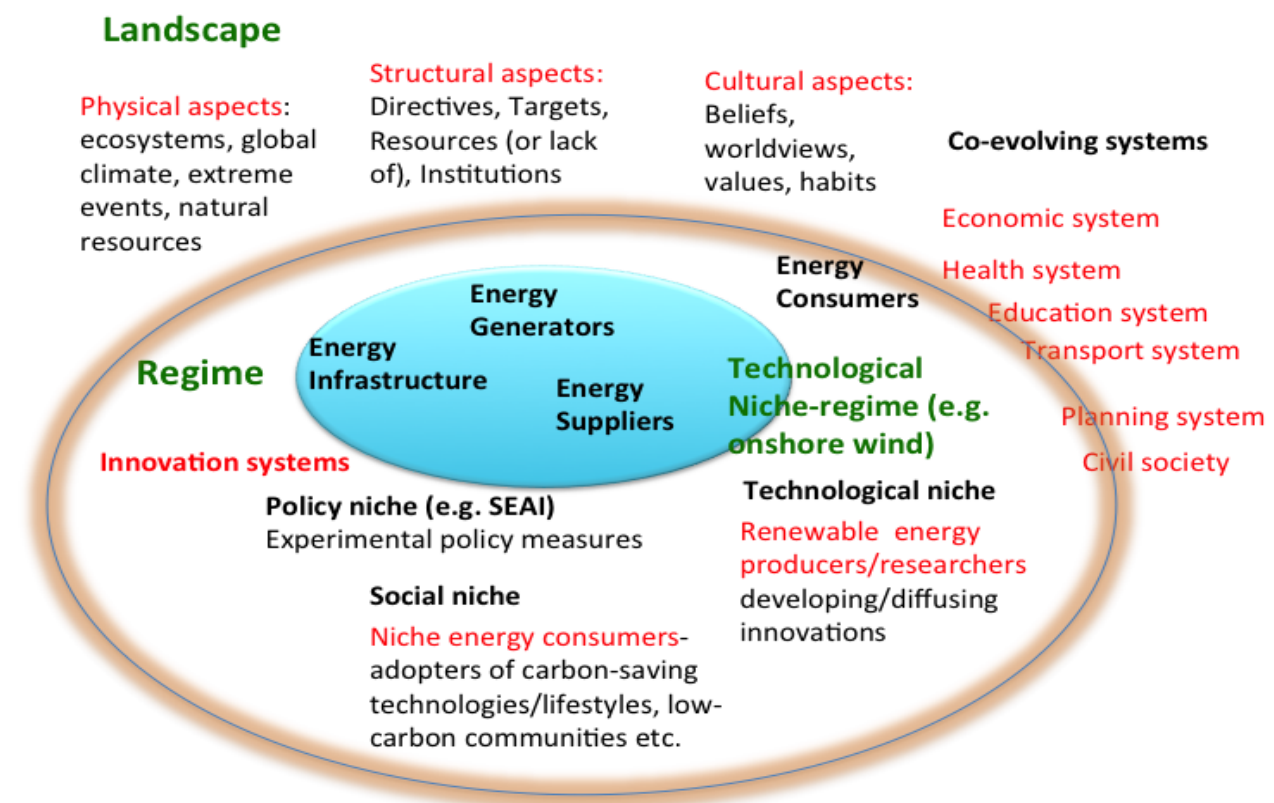 Landscape
Physical aspects:
ecosystems, global
climate, extreme
events, natural
resources
Structural aspects:
Directives, Targets,
Resources (or lack
of), Institutions
Cultural aspects:
Beliefs,
worldviews,
values, habits
Co-evolving systems
Economic system
Health system
Education system
Transport system
Planning system
Civil society
Energy
Consumers
Energy
Generators
Energy
Infrastructure
Energy
Suppliers
Regime
Technological
Niche-regime (e.g.
onshore wind)
Innovation systems
Policy niche (e.g. SEAI)
Experimental policy measures
Technological niche
Renewable energy
producers/researchers
developing/diffusing
innovations
Social niche
Niche energy consumers-
adopters of carbon-saving
technologies/lifestyles, low-
carbon communities etc.